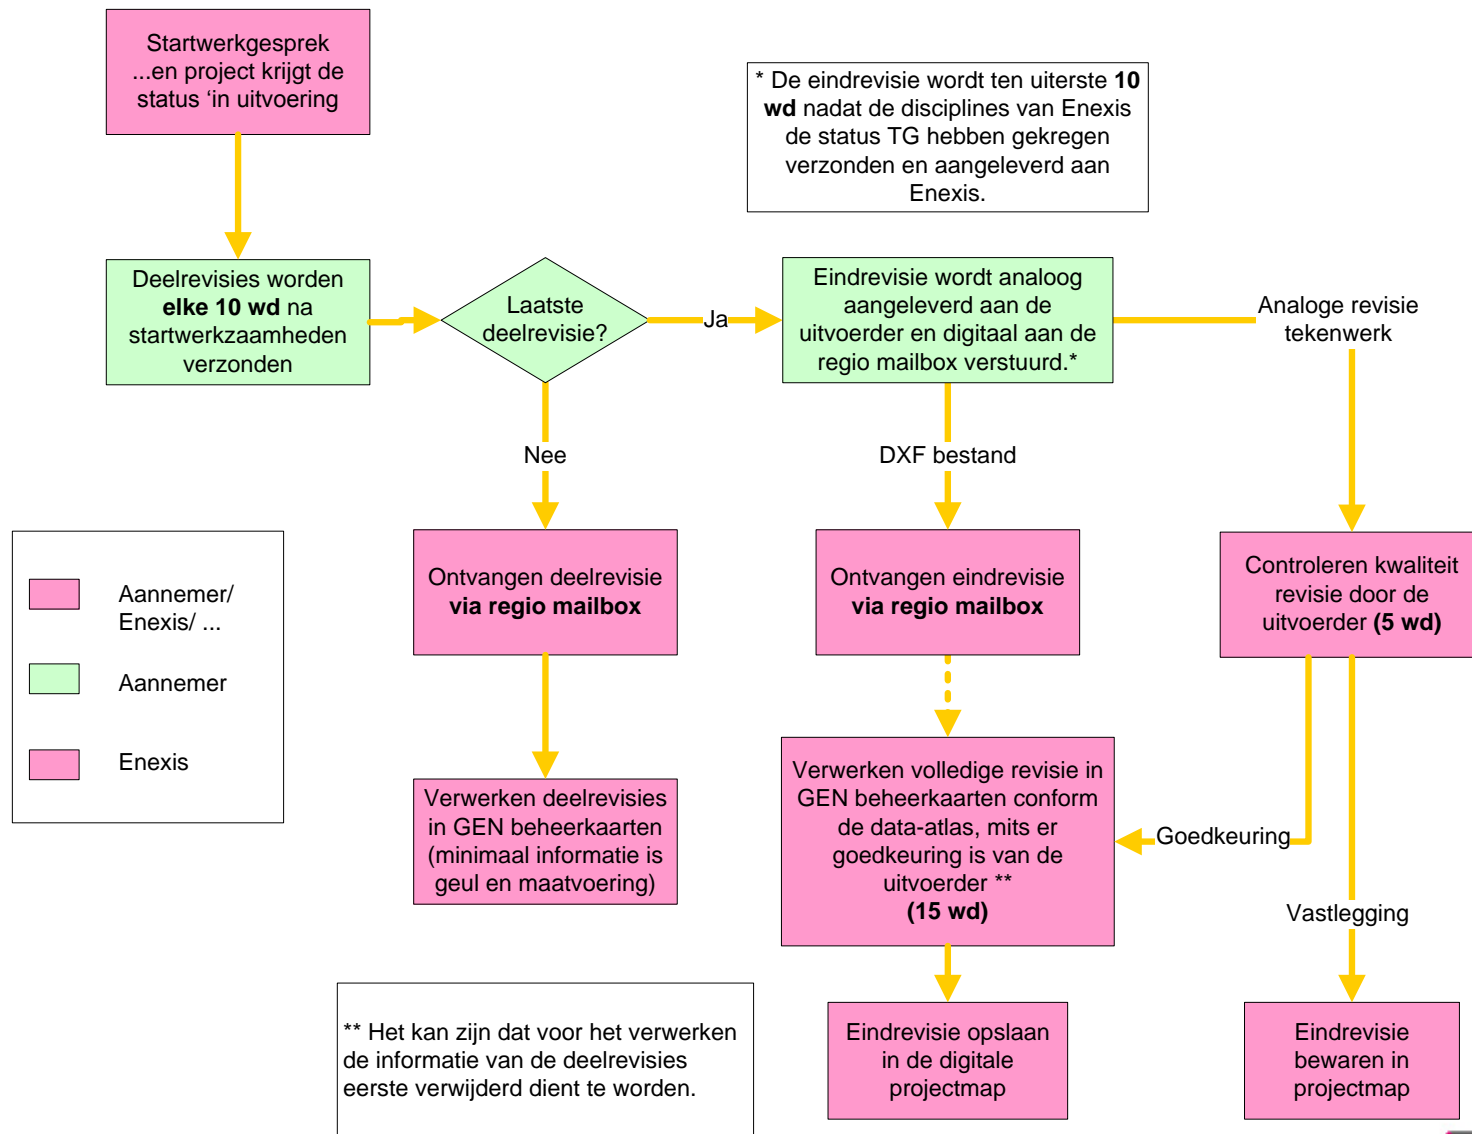 Startwerkgesprek
...en project krijgt de
status ‘in uitvoering
* De eindrevisie wordt ten uiterste 10
wd nadat de disciplines van Enexis
de status TG hebben gekregen
verzonden en aangeleverd aan
Enexis.
Deelrevisies worden
elke 10 wd na
startwerkzaamheden
verzonden
Laatste
deelrevisie?
Ja
Eindrevisie wordt analoog
aangeleverd aan de
uitvoerder en digitaal aan de
regio mailbox verstuurd.*
Analoge revisie
tekenwerk
Nee
DXF bestand
Ontvangen deelrevisie
via regio mailbox
Ontvangen eindrevisie
via regio mailbox
Controleren kwaliteit
revisie door de
uitvoerder (5 wd)
Aannemer/
Enexis/ ...
Aannemer
Enexis
Verwerken deelrevisies
in GEN beheerkaarten
(minimaal informatie is
geul en maatvoering)
Verwerken volledige revisie in
GEN beheerkaarten conform
de data-atlas, mits er
goedkeuring is van de
uitvoerder **
(15 wd)
Goedkeuring
Vastlegging
** Het kan zijn dat voor het verwerken
de informatie van de deelrevisies
eerste verwijderd dient te worden.
Eindrevisie opslaan
in de digitale
projectmap
Eindrevisie
bewaren in
projectmap